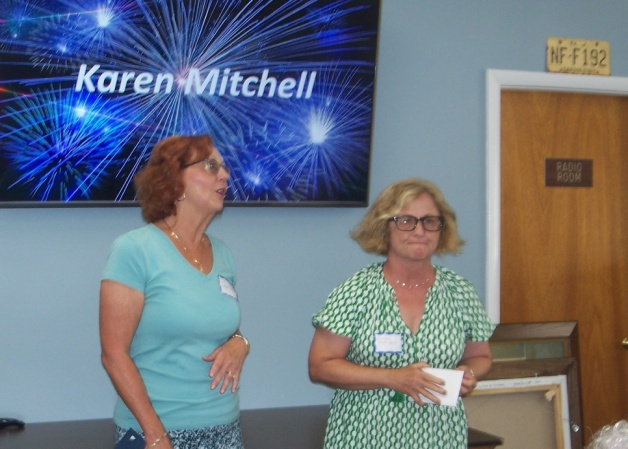 Karen Mitchell
NF-F192
RADIO
ROOM